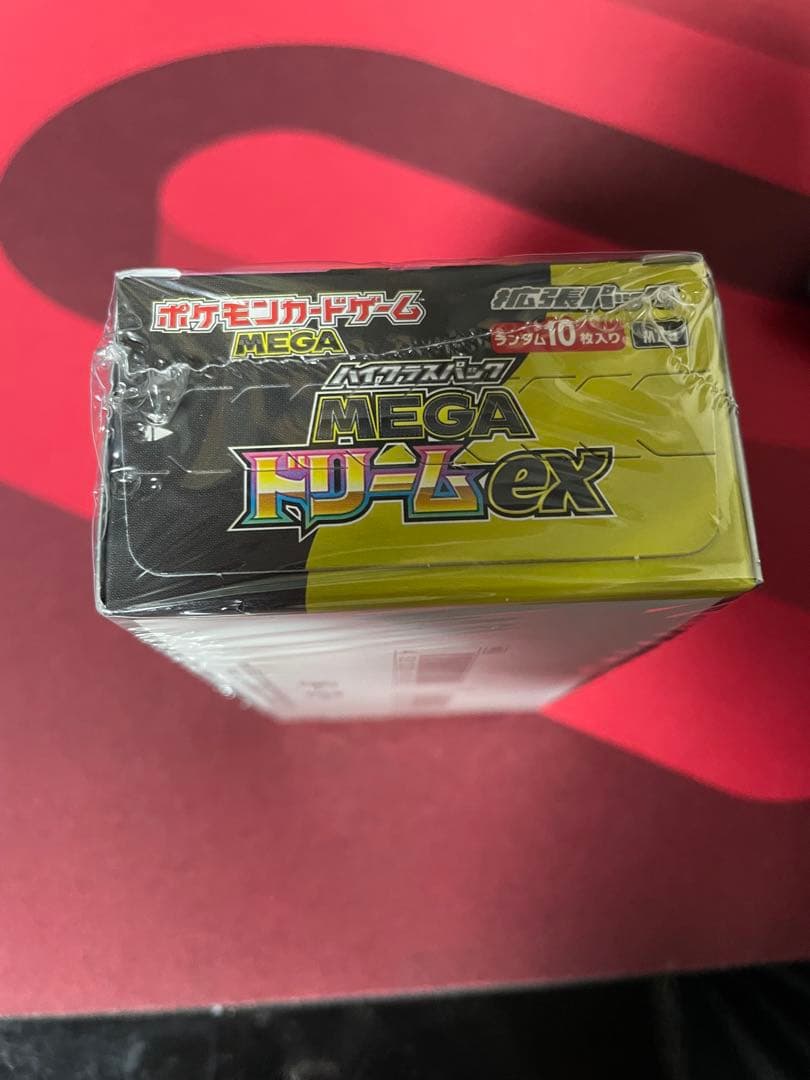 ポケモンカードゲーム
MEGA
拡張パック
ランダム10枚入り
ハイクラスパック
MEGA
ドリームex